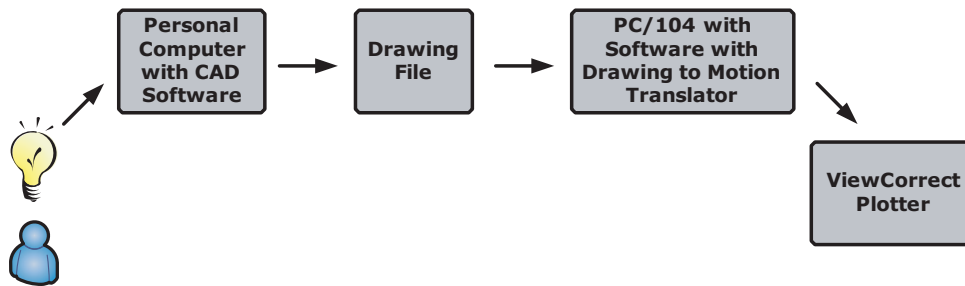 Personal
Computer
with CAD
Software
Drawing
File
PC/104 with
Software with
Drawing to Motion
Translator
ViewCorrect
Plotter